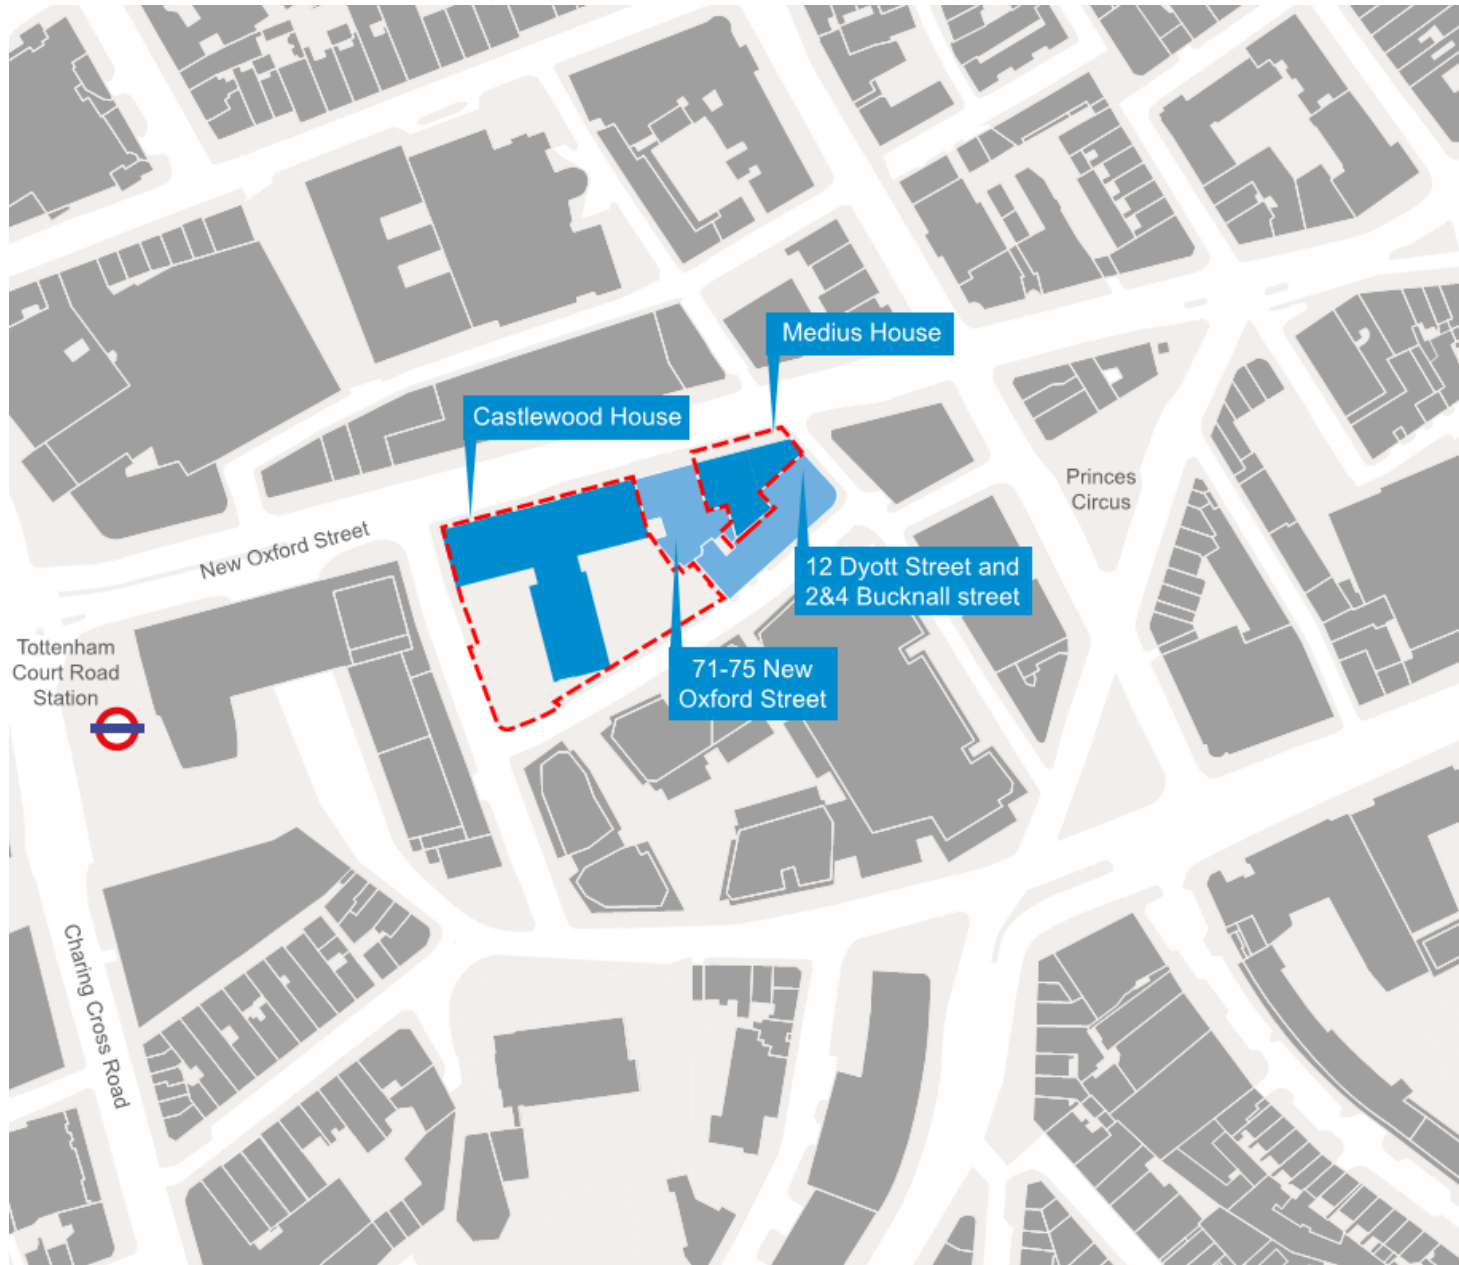 Medius House
Castlewood House
Princes
Circus
New Oxford Street
12 Dyott Street and
2&4 Bucknall street
Tottenham
Court Road
Station
71-75 New
Oxford Street
Charing Cross Road